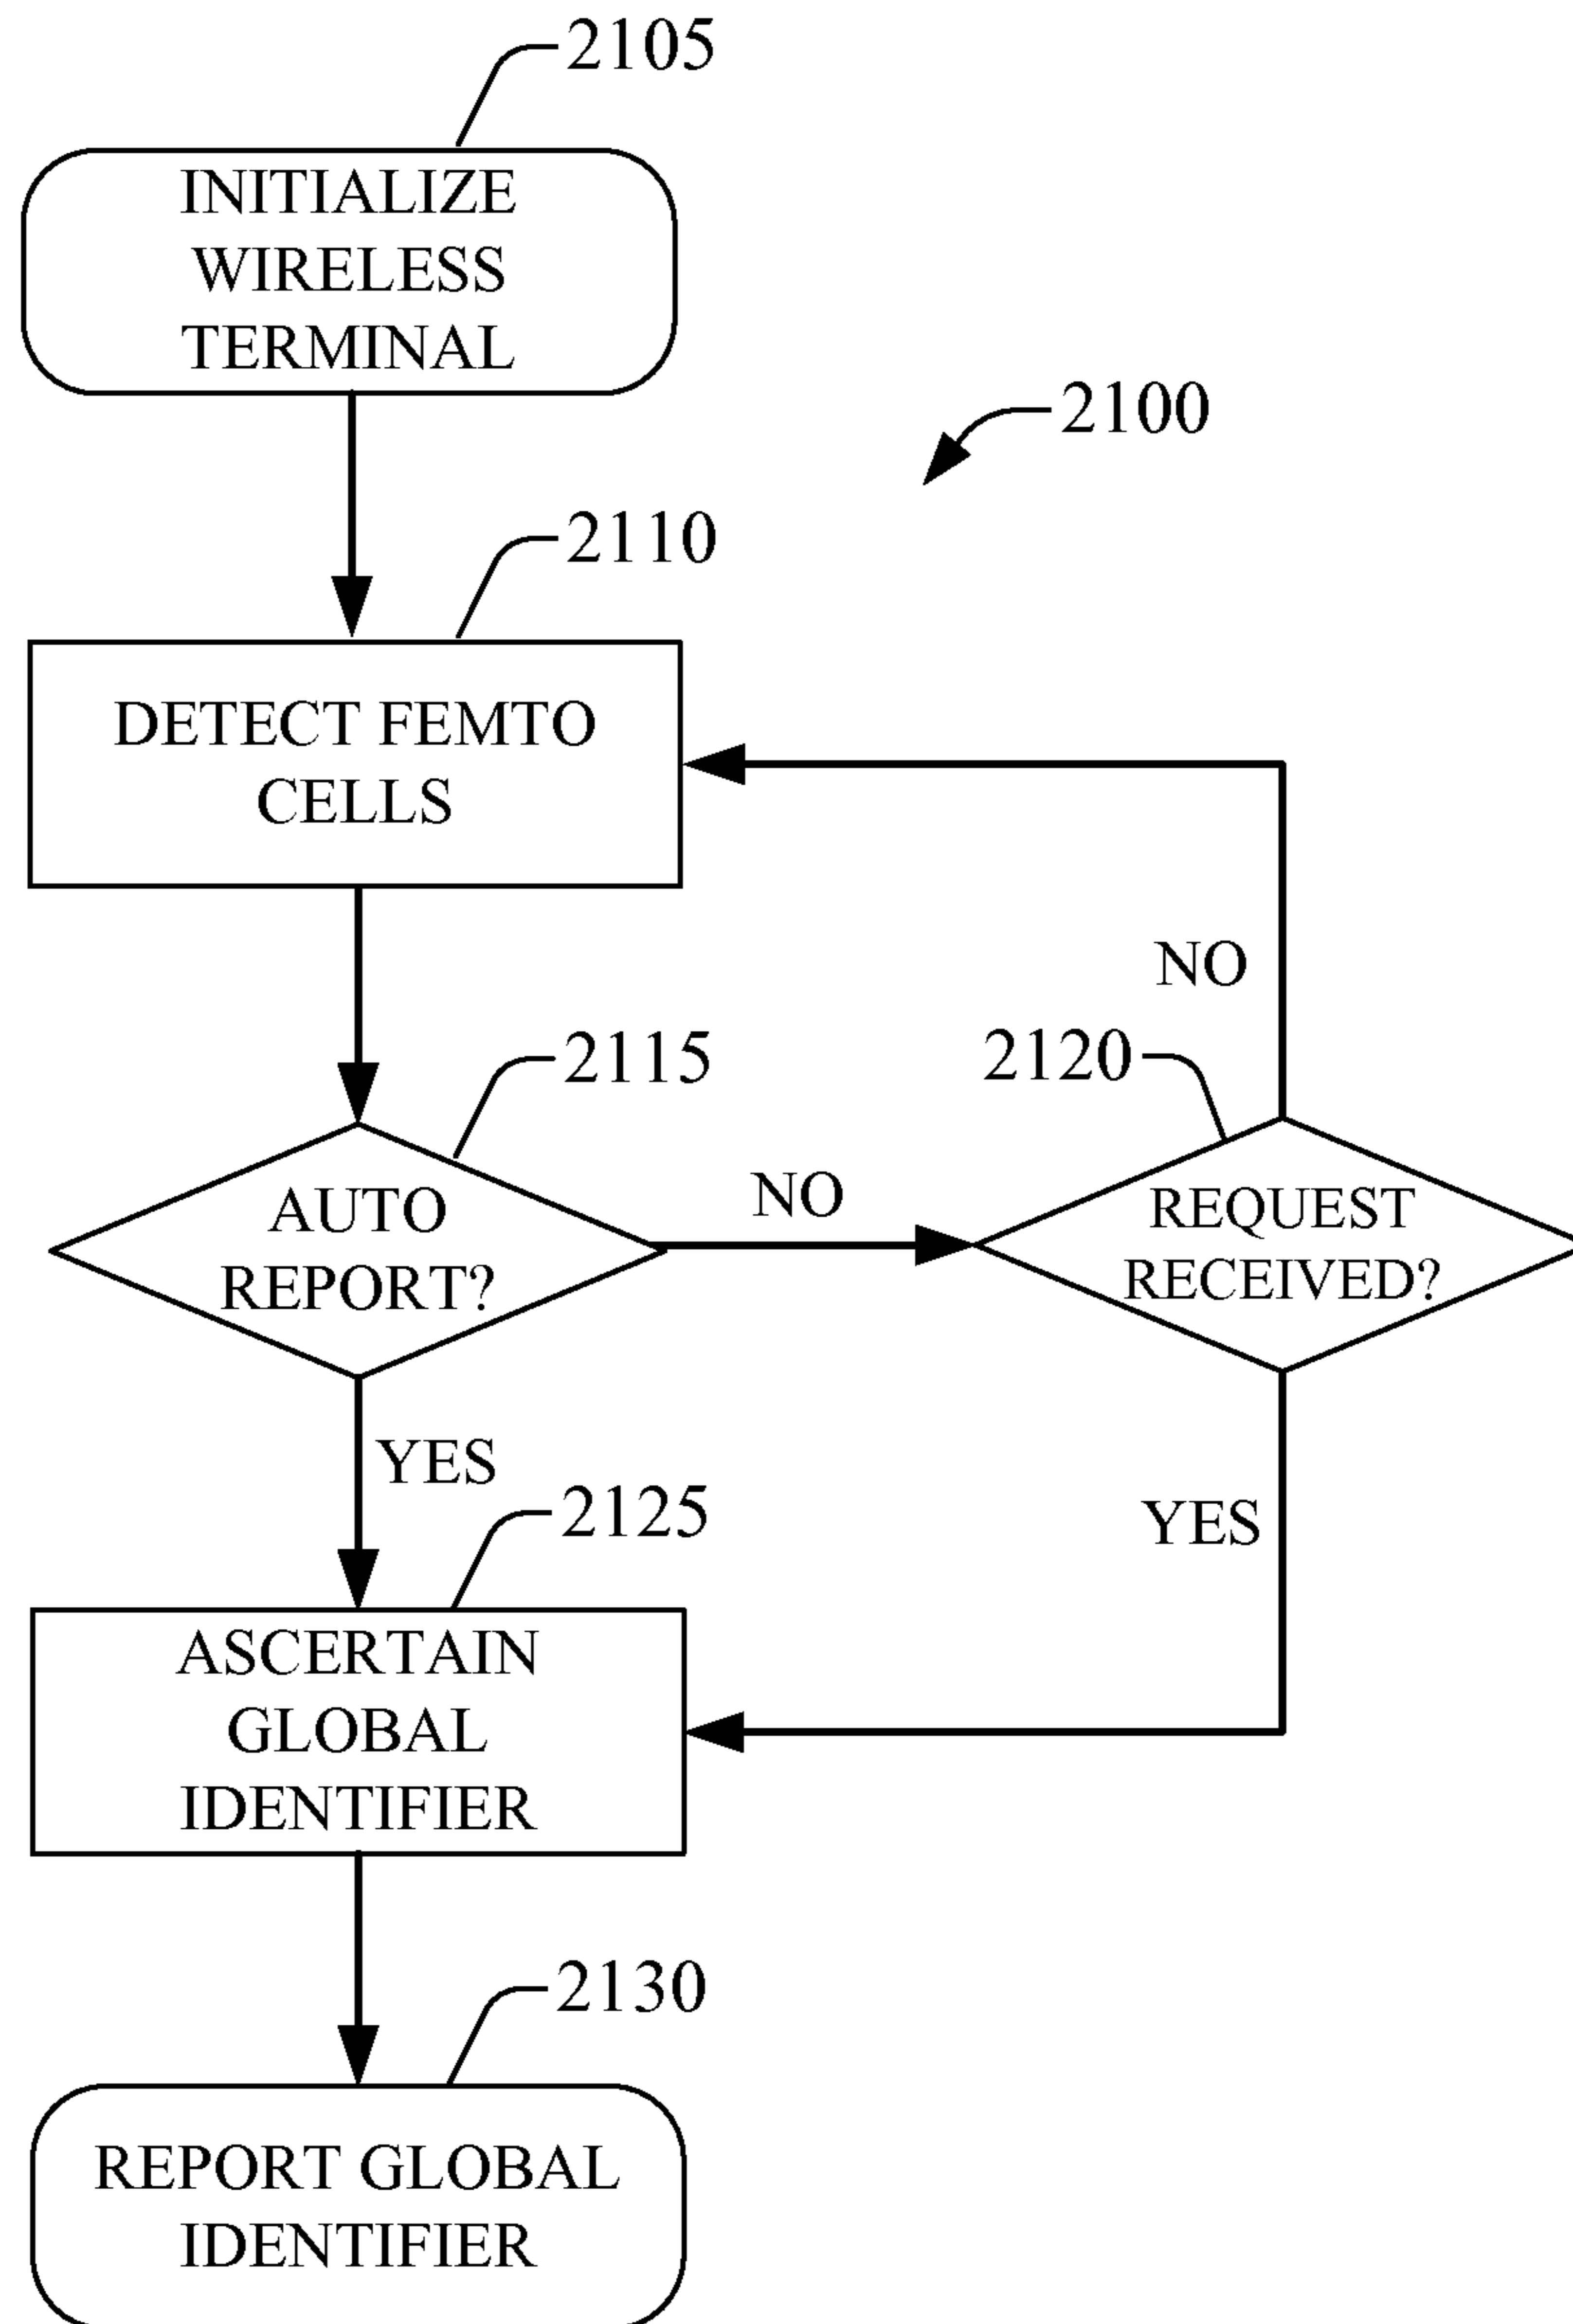 2105
INITIALIZE
WIRELESS
TERMINAL
2100
2110
DETECT FEMTO
CELLS
NO
2115
2120
AUTO
REPORT?
NO
REQUEST
RECEIVED?
YES
2125
YES
ASCERTAIN
GLOBAL
IDENTIFIER
2130
REPORT GLOBAL
IDENTIFIER